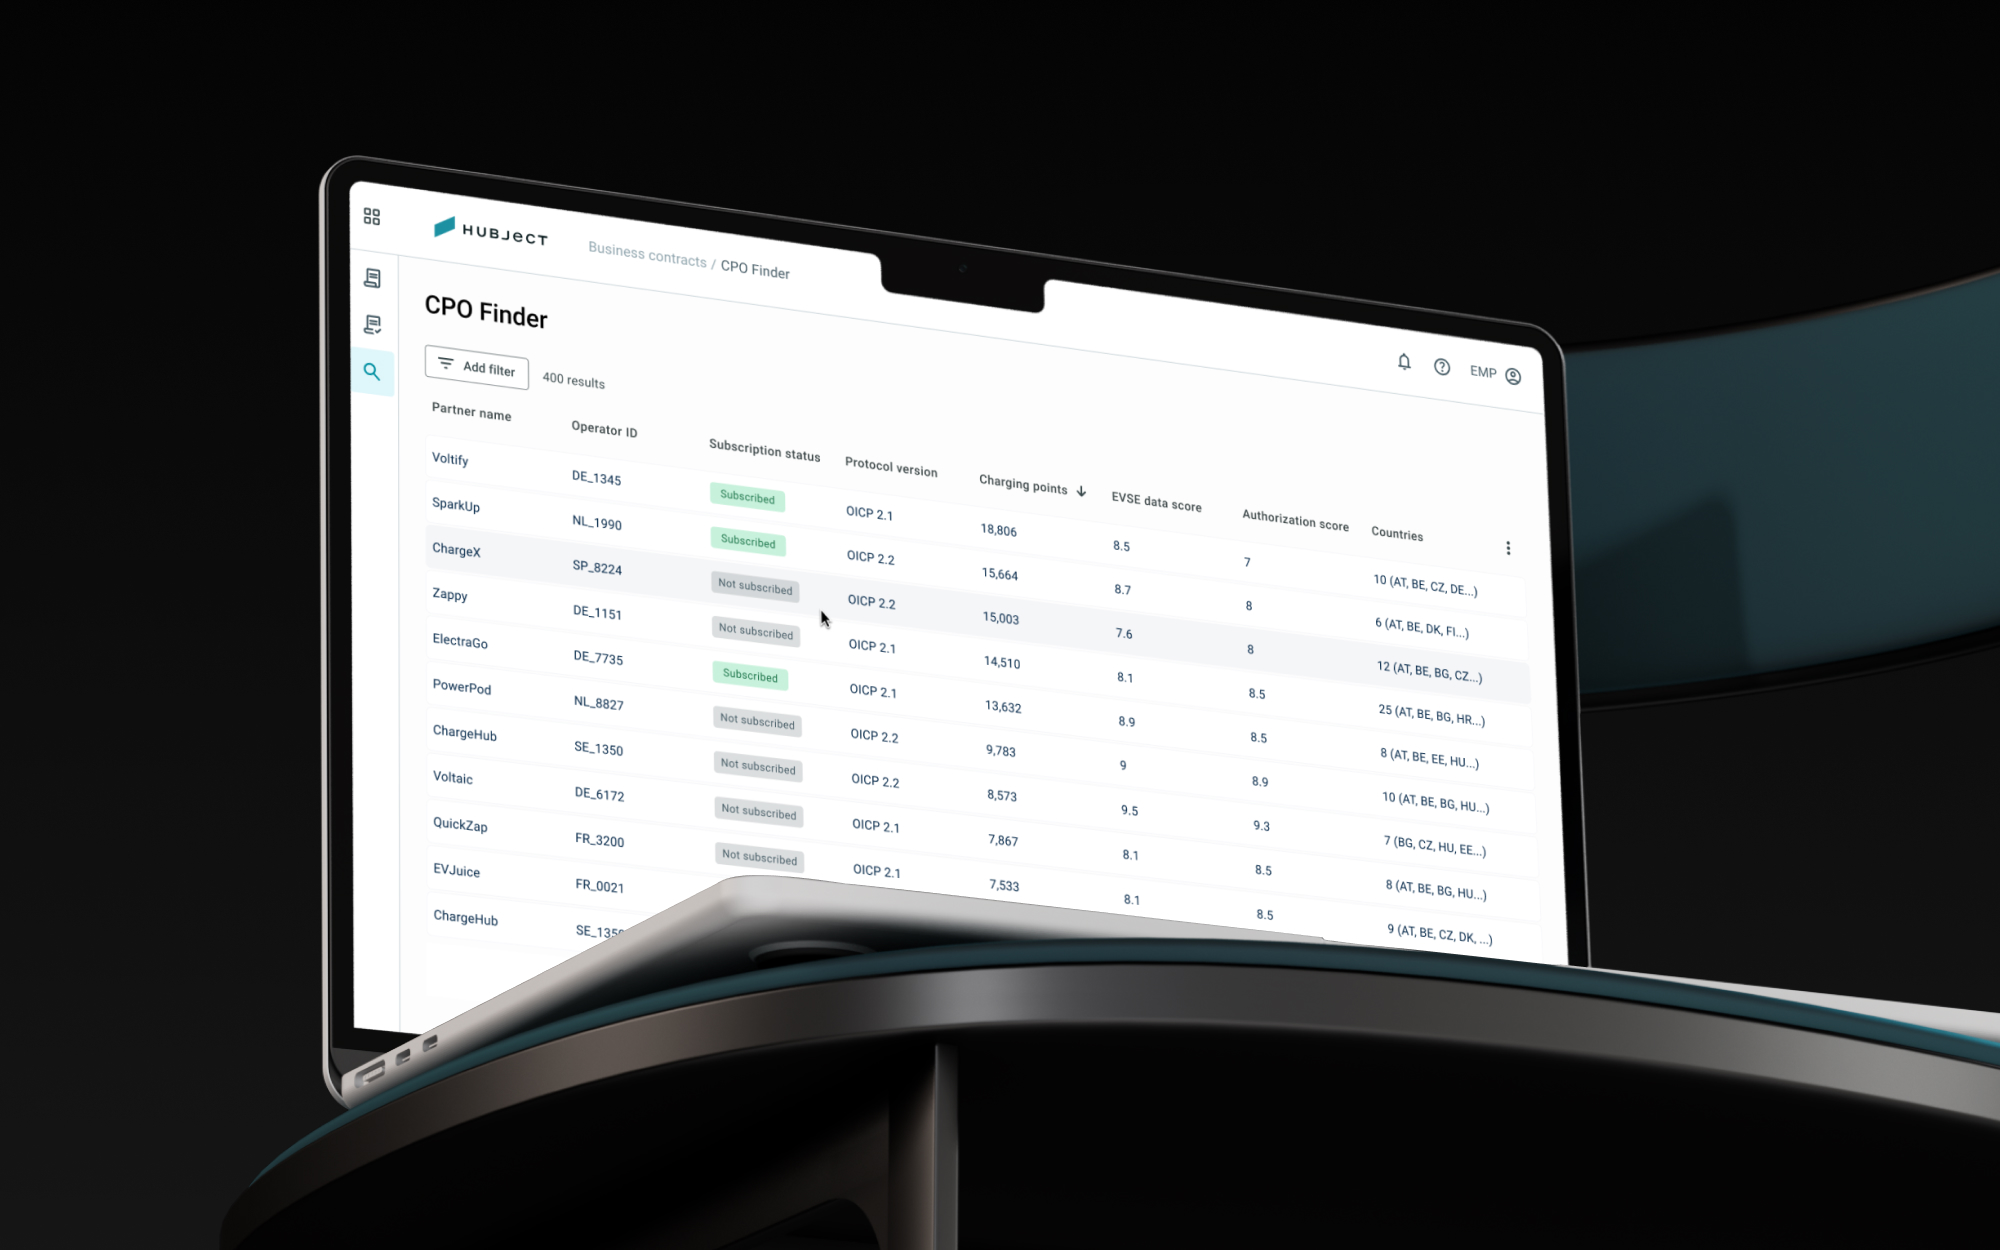 HUBJECT Business contracts / CPO Finder
EMP
CPO Finder
Add filter 400 results
Partner name Operator ID Subscription status Protocol version Charging points EVSE data score Authorization score Countries
Voltify DE_1345 Subscribed OICP 2.1 18,806 8.5 7 10 (AT, BE, CZ, DE...)
SparkUp NL_1990 Subscribed OICP 2.2 15,664 8.7 8 6 (AT, BE, DK, FI...)
ChargeX SP_8224 Not subscribed OICP 2.2 15,003 7.6 8 12 (AT, BE, BG, CZ...)
Zappy DE_1151 Not subscribed OICP 2.1 14,510 8.1 8.5 25 (AT, BE, BG, HR...)
ElectraGo DE_7735 Subscribed OICP 2.1 13,632 8.9 8.5 8 (AT, BE, EE, HU...)
PowerPod NL_8827 Not subscribed OICP 2.2 9,783 9 8.9 10 (AT, BE, BG, HU...)
ChargeHub SE_1350 Not subscribed OICP 2.2 8,573 9.5 9.3 7 (BG, CZ, HU, EE...)
Voltaic DE_6172 Not subscribed OICP 2.1 7,867 8.1 8.5 8 (AT, BE, BG, HU...)
QuickZap FR_3200 Not subscribed OICP 2.1 7,533 8.1 8.5 9 (AT, BE, CZ, DK, ...)
EVJuice FR_0021
ChargeHub